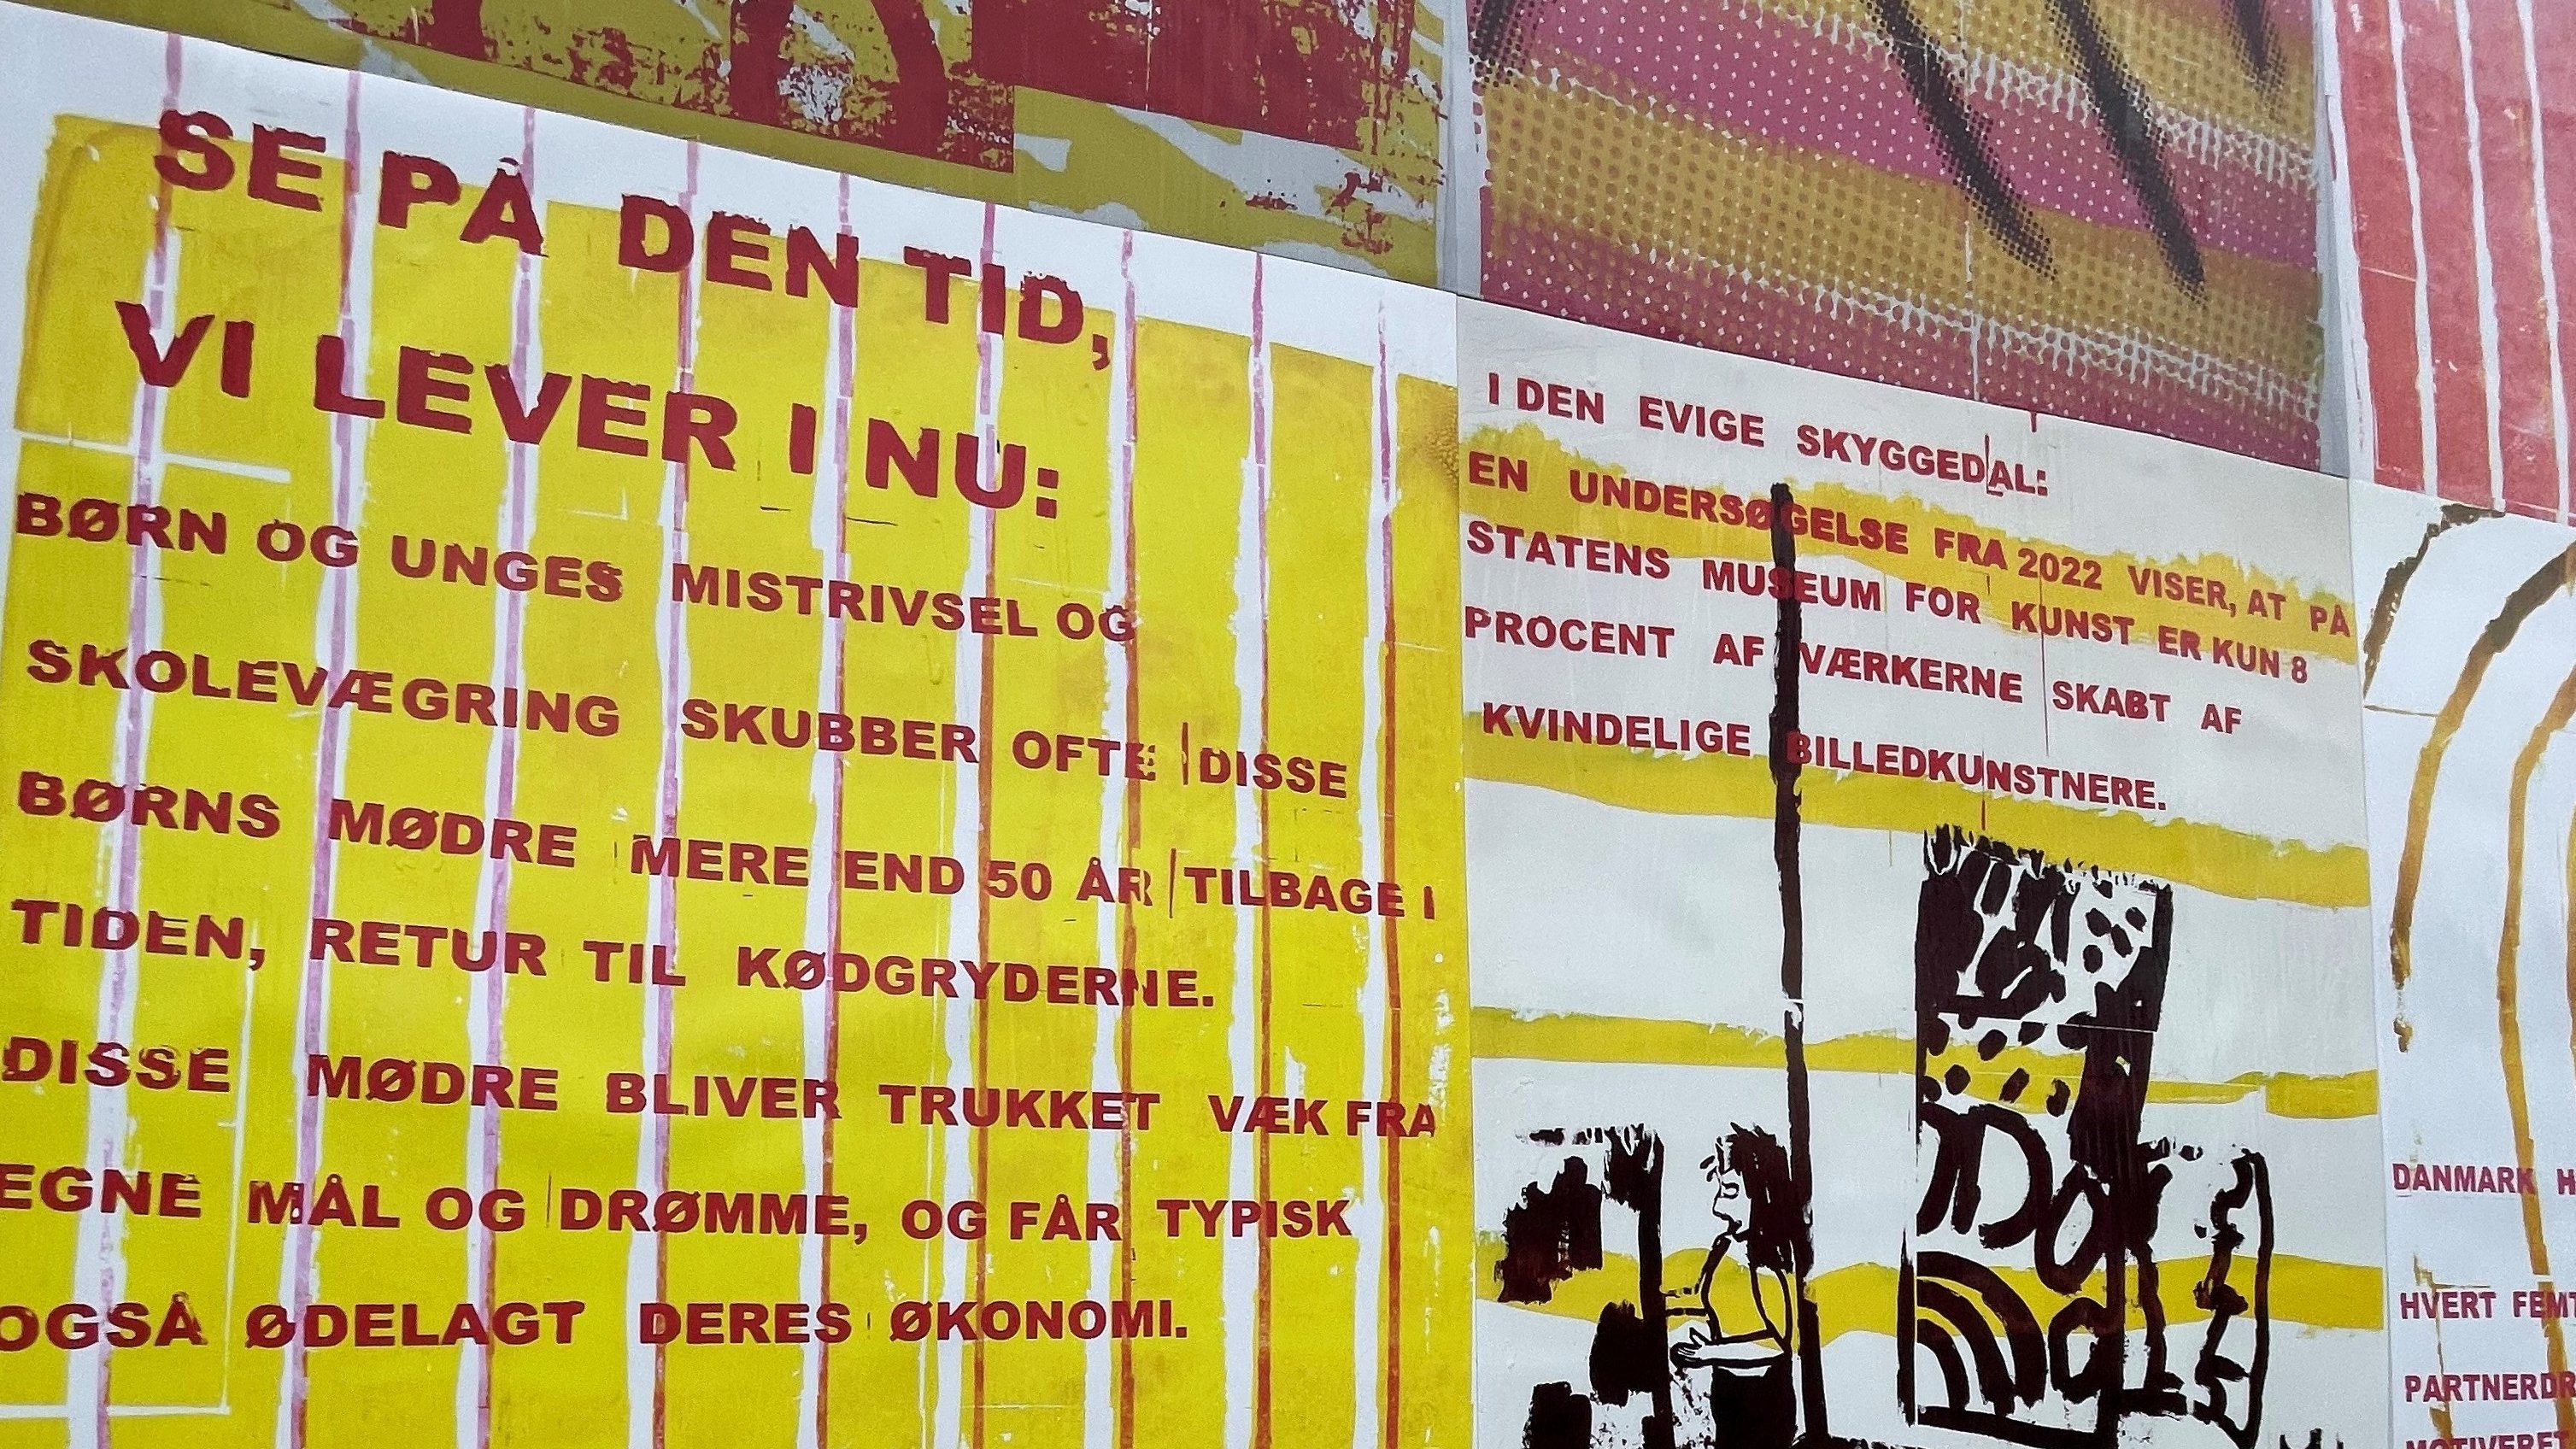 SE PÅ DEN TID,
VI LEVER I NU:
BØRN OG UNGES MISTRIVSEL OG
SKOLEVÆGRING SKUBBER OFTE DISSE
BØRNS MØDRE MERE END 50 ÅR TILBAGE I
TIDEN, RETUR TIL KØDGRYDERNE.
DISSE MØDRE BLIVER TRUKKET VÆK FRA
EGNE MÅL OG DRØMME, OG FÅR TYPISK
OGSÅ ØDELAGT DERES ØKONOMI.
I DEN EVIGE SKYGGEDAL:
EN UNDERSØGELSE FRA 2022 VISER, AT PÅ
STATENS MUSEUM FOR KUNST ER KUN 8
PROCENT AF VÆRKERNE SKABT AF
KVINDELIGE BILLEDKUNSTNERE.
DANMARK H
HVERT FEMT
PARTNERDR